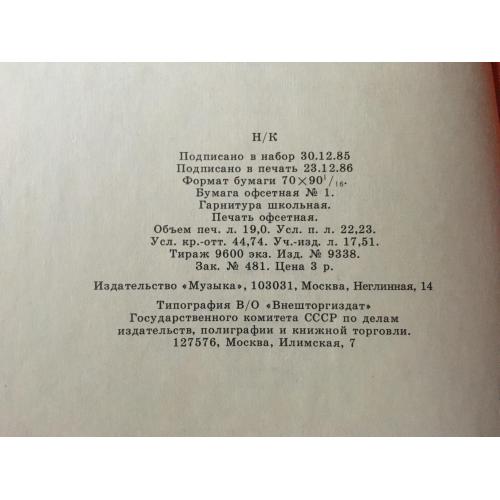 Н/К
Подписано в набор 30.12.85
Подписано в печать 23.12.86
Формат бумаги 70×90¹/₁₆.
Бумага офсетная № 1.
Гарнитура школьная.
Печать офсетная.
Объем печ. л. 19,0. Усл. п. л. 22,23.
Усл. кр.-отт. 44,74. Уч.-изд. л. 17,51.
Тираж 9600 экз. Изд. № 9338.
Зак. № 481. Цена 3 р.
Издательство «Музыка», 103031, Москва, Неглинная, 14
Типография В/О «Внешторгиздат»
Государственного комитета СССР по делам
издательств, полиграфии и книжной торговли.
127576, Москва, Илимская, 7